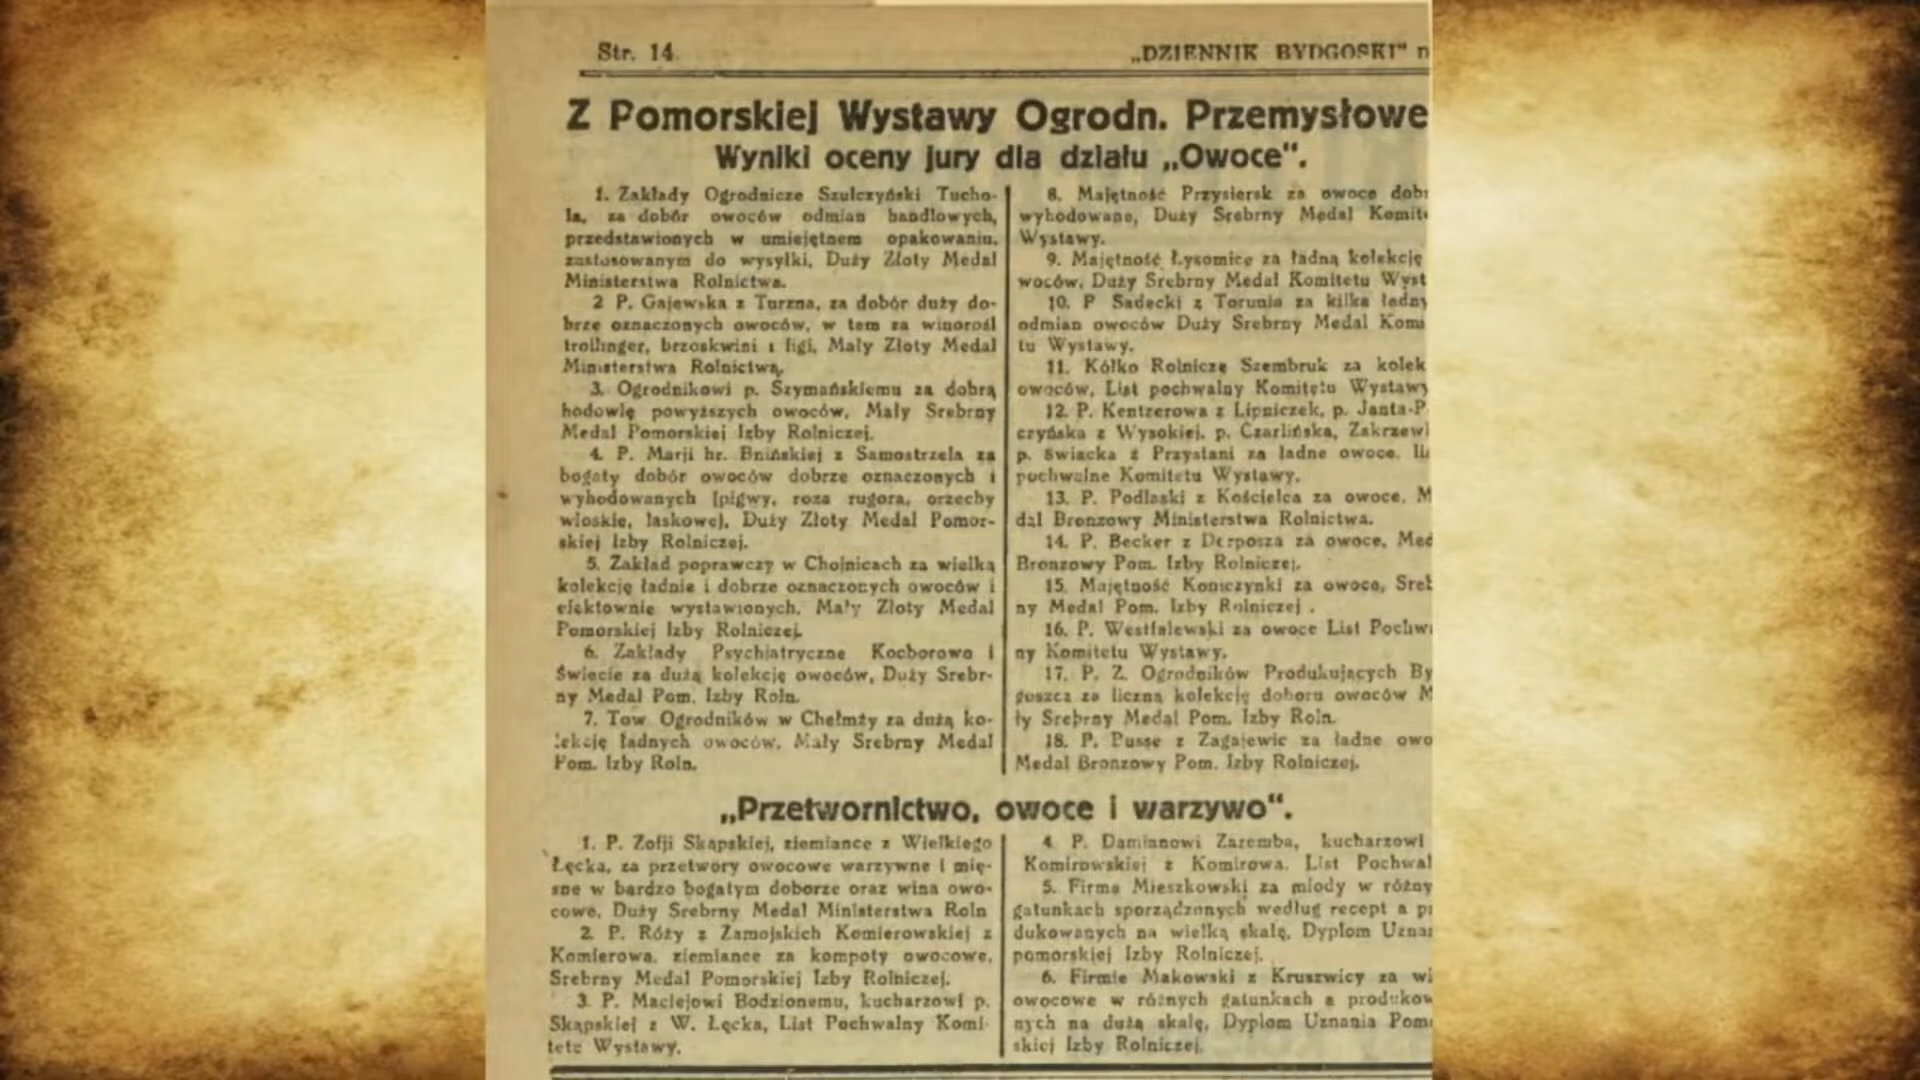 Str. 14
„DZIENNIK BYDGOSKI" n
Z Pomorskiej Wystawy Ogrodn. Przemysłowe
Wyniki oceny jury dla działu „Owoce".
1. Zakłady Ogrodnicze Szulczyński Tucho-
la, za dobór owoców odmian handlowych,
przedstawionych w umiejętnem opakowaniu,
zastosowanym do wysyłki, Duży Złoty Medal
Ministerstwa Rolnictwa.
2 P. Gajewska z Turzna, za dobór duży do-
brze oznaczonych owoców, w tem za winorośl
trollinger, brzoskwini i figi, Mały Złoty Medal
Ministerstwa Rolnictwa.
3. Ogrodnikowi p. Szymańskiemu za dobrą
hodowlę powyższych owoców, Mały Srebrny
Medal Pomorskiej Izby Rolniczej.
4. P. Marji hr. Bnińskiej z Samostrzela za
bogaty dobór owoców dobrze oznaczonych i
wyhodowanych (pigwy, roza rugora, orzechy
włoskie, laskowe), Duży Złoty Medal Pomor-
skiej Izby Rolniczej.
5. Zakład poprawczy w Chojnicach za wielką
kolekcję ładnie i dobrze oznaczonych owoców i
efektownie wystawionych, Mały Złoty Medal
Pomorskiej Izby Rolniczej.
6. Zakłady Psychjatryczne Kocborowo i
Świecie za dużą kolekcję owoców, Duży Srebr-
ny Medal Pom. Izby Roln.
7. Tow. Ogrodników w Chełmży za dużą ko-
lekcję ładnych owoców, Mały Srebrny Medal
Pom. Izby Roln.
8. Majętność Przysiersk za owoce dob
wyhodowane, Duży Srebrny Medal Komit
Wystawy.
9. Majętność Łysomice za ładną kolekcję
woców, Duży Srebrny Medal Komitetu Wyst
10. P Sadecki z Torunia za kilka ładny
odmian owoców Duży Srebrny Medal Komi
tu Wystawy.
11. Kółko Rolnicze Szembruk za kolek
owoców, List pochwalny Komitetu Wystawy
12. P. Kentzerowa z Lipniczek, p. Janta-P
czyńska z Wysokiej, p. Czarlińska, Zakrzew
p. Świacka z Przystani za ładne owoce, li
pochwalne Komitetu Wystawy.
13. P. Podlaski z Kościelca za owoce, M
dal Bronzowy Ministerstwa Rolnictwa.
14. P. Becker z Dorposza za owoce, Med
Bronzowy Pom. Izby Rolniczej.
15. Majętność Koniczynki za owoce, Sreb
ny Medal Pom. Izby Rolniczej .
16. P. Westfalewski za owoce List Pochw
ny Komitetu Wystawy.
17. P. Z. Ogrodników Produkujących By
goszcz za liczną kolekcję doboru owoców M
ły Srebrny Medal Pom. Izby Roln.
18. P. Pusse z Zagajewic za ładne owo
Medal Bronzowy Pom. Izby Rolniczej.
„Przetwornictwo, owoce i warzywo".
1. P. Zofji Skąpskiej, ziemiance z Wielkiego
Łęcka, za przetwory owocowe warzywne i mię-
sne w bardzo bogatym doborze oraz wina owo-
cowe, Duży Srebrny Medal Ministerstwa Roln
2. P. Róży z Zamojskich Komierowskiej z
Komierowa, ziemiance za kompoty owocowe,
Srebrny Medal Pomorskiej Izby Rolniczej.
3. P. Maciejowi Bodzionemu, kucharzowi p.
Skąpskiej z W. Łęcka, List Pochwalny Komi-
tetu Wystawy.
4 P. Damianowi Zaremba, kucharzowi
Komirowskiej z Komirowa. List Pochwal
5. Firma Mieszkowski za miody w różny
gatunkach sporządzonych według recept a p
dukowanych na wielką skalę, Dyplom Uzna
pomorskiej Izby Rolniczej.
6. Firmie Makowski z Kruszwicy za wi
owocowe w różnych gatunkach a produkow
nych na dużą skalę, Dyplom Uznania Pom
skiej Izby Rolniczej.